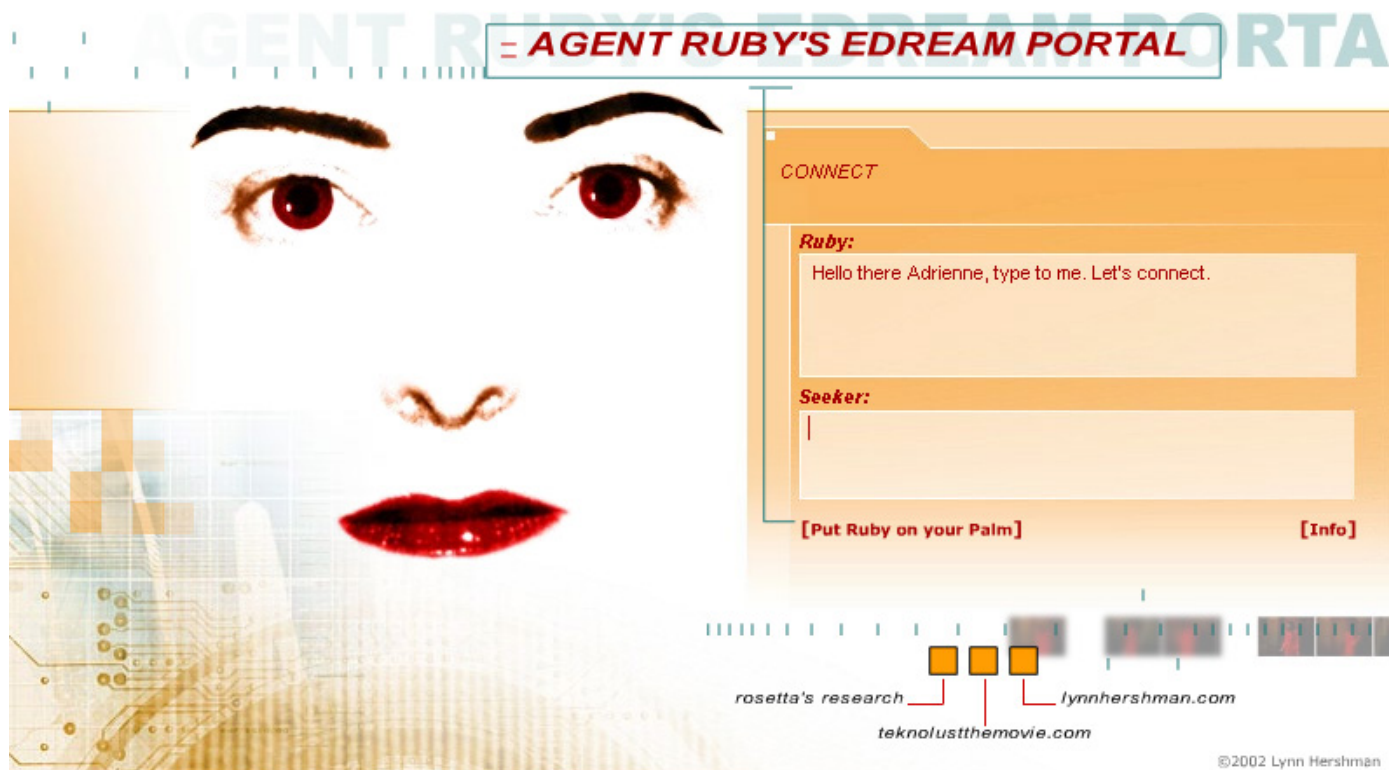 AGENT RUBY'S EDREAM PORTA
AGENT RUBY'S EDREAM PORTAL
CONNECT
Ruby:
Hello there Adrienne, type to me. Let's connect.
Seeker:
[Put Ruby on your Palm] [Info]
rosetta's research
lynnhershman.com
teknolustthemovie.com
©2002 Lynn Hershman